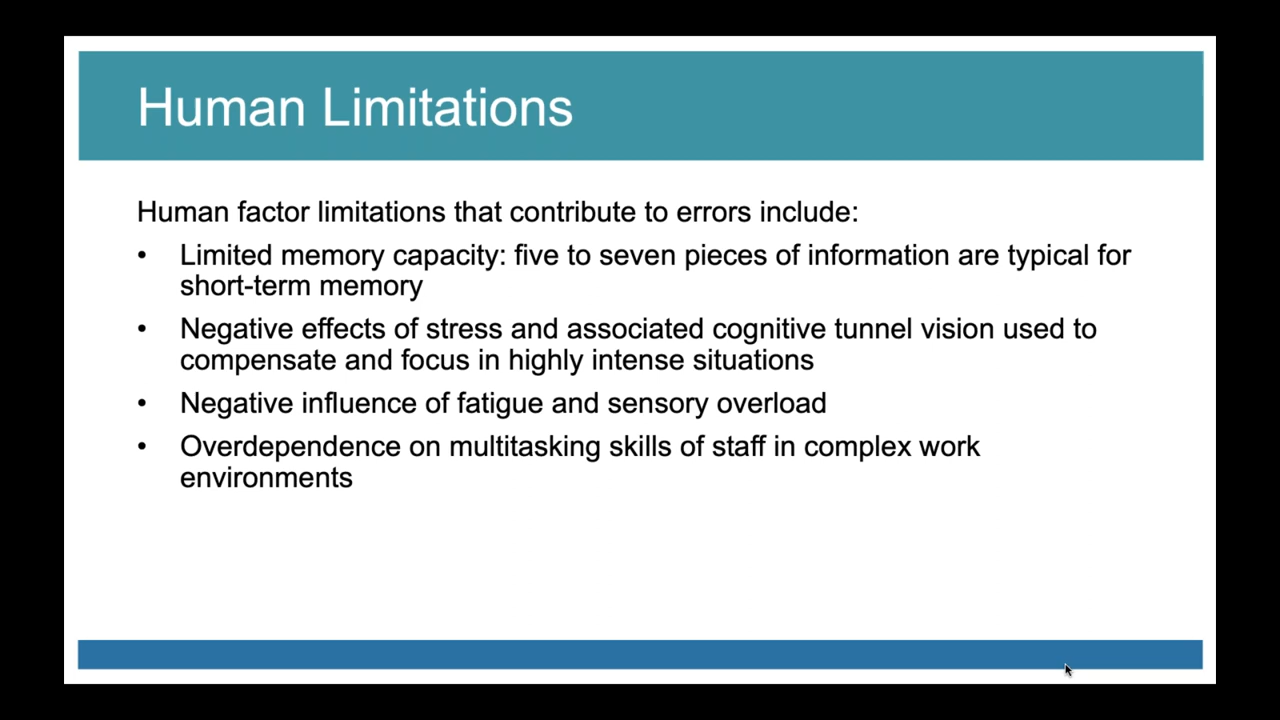 Human Limitations
Human factor limitations that contribute to errors include:
• Limited memory capacity: five to seven pieces of information are typical for
short-term memory
• Negative effects of stress and associated cognitive tunnel vision used to
compensate and focus in highly intense situations
• Negative influence of fatigue and sensory overload
• Overdependence on multitasking skills of staff in complex work
environments